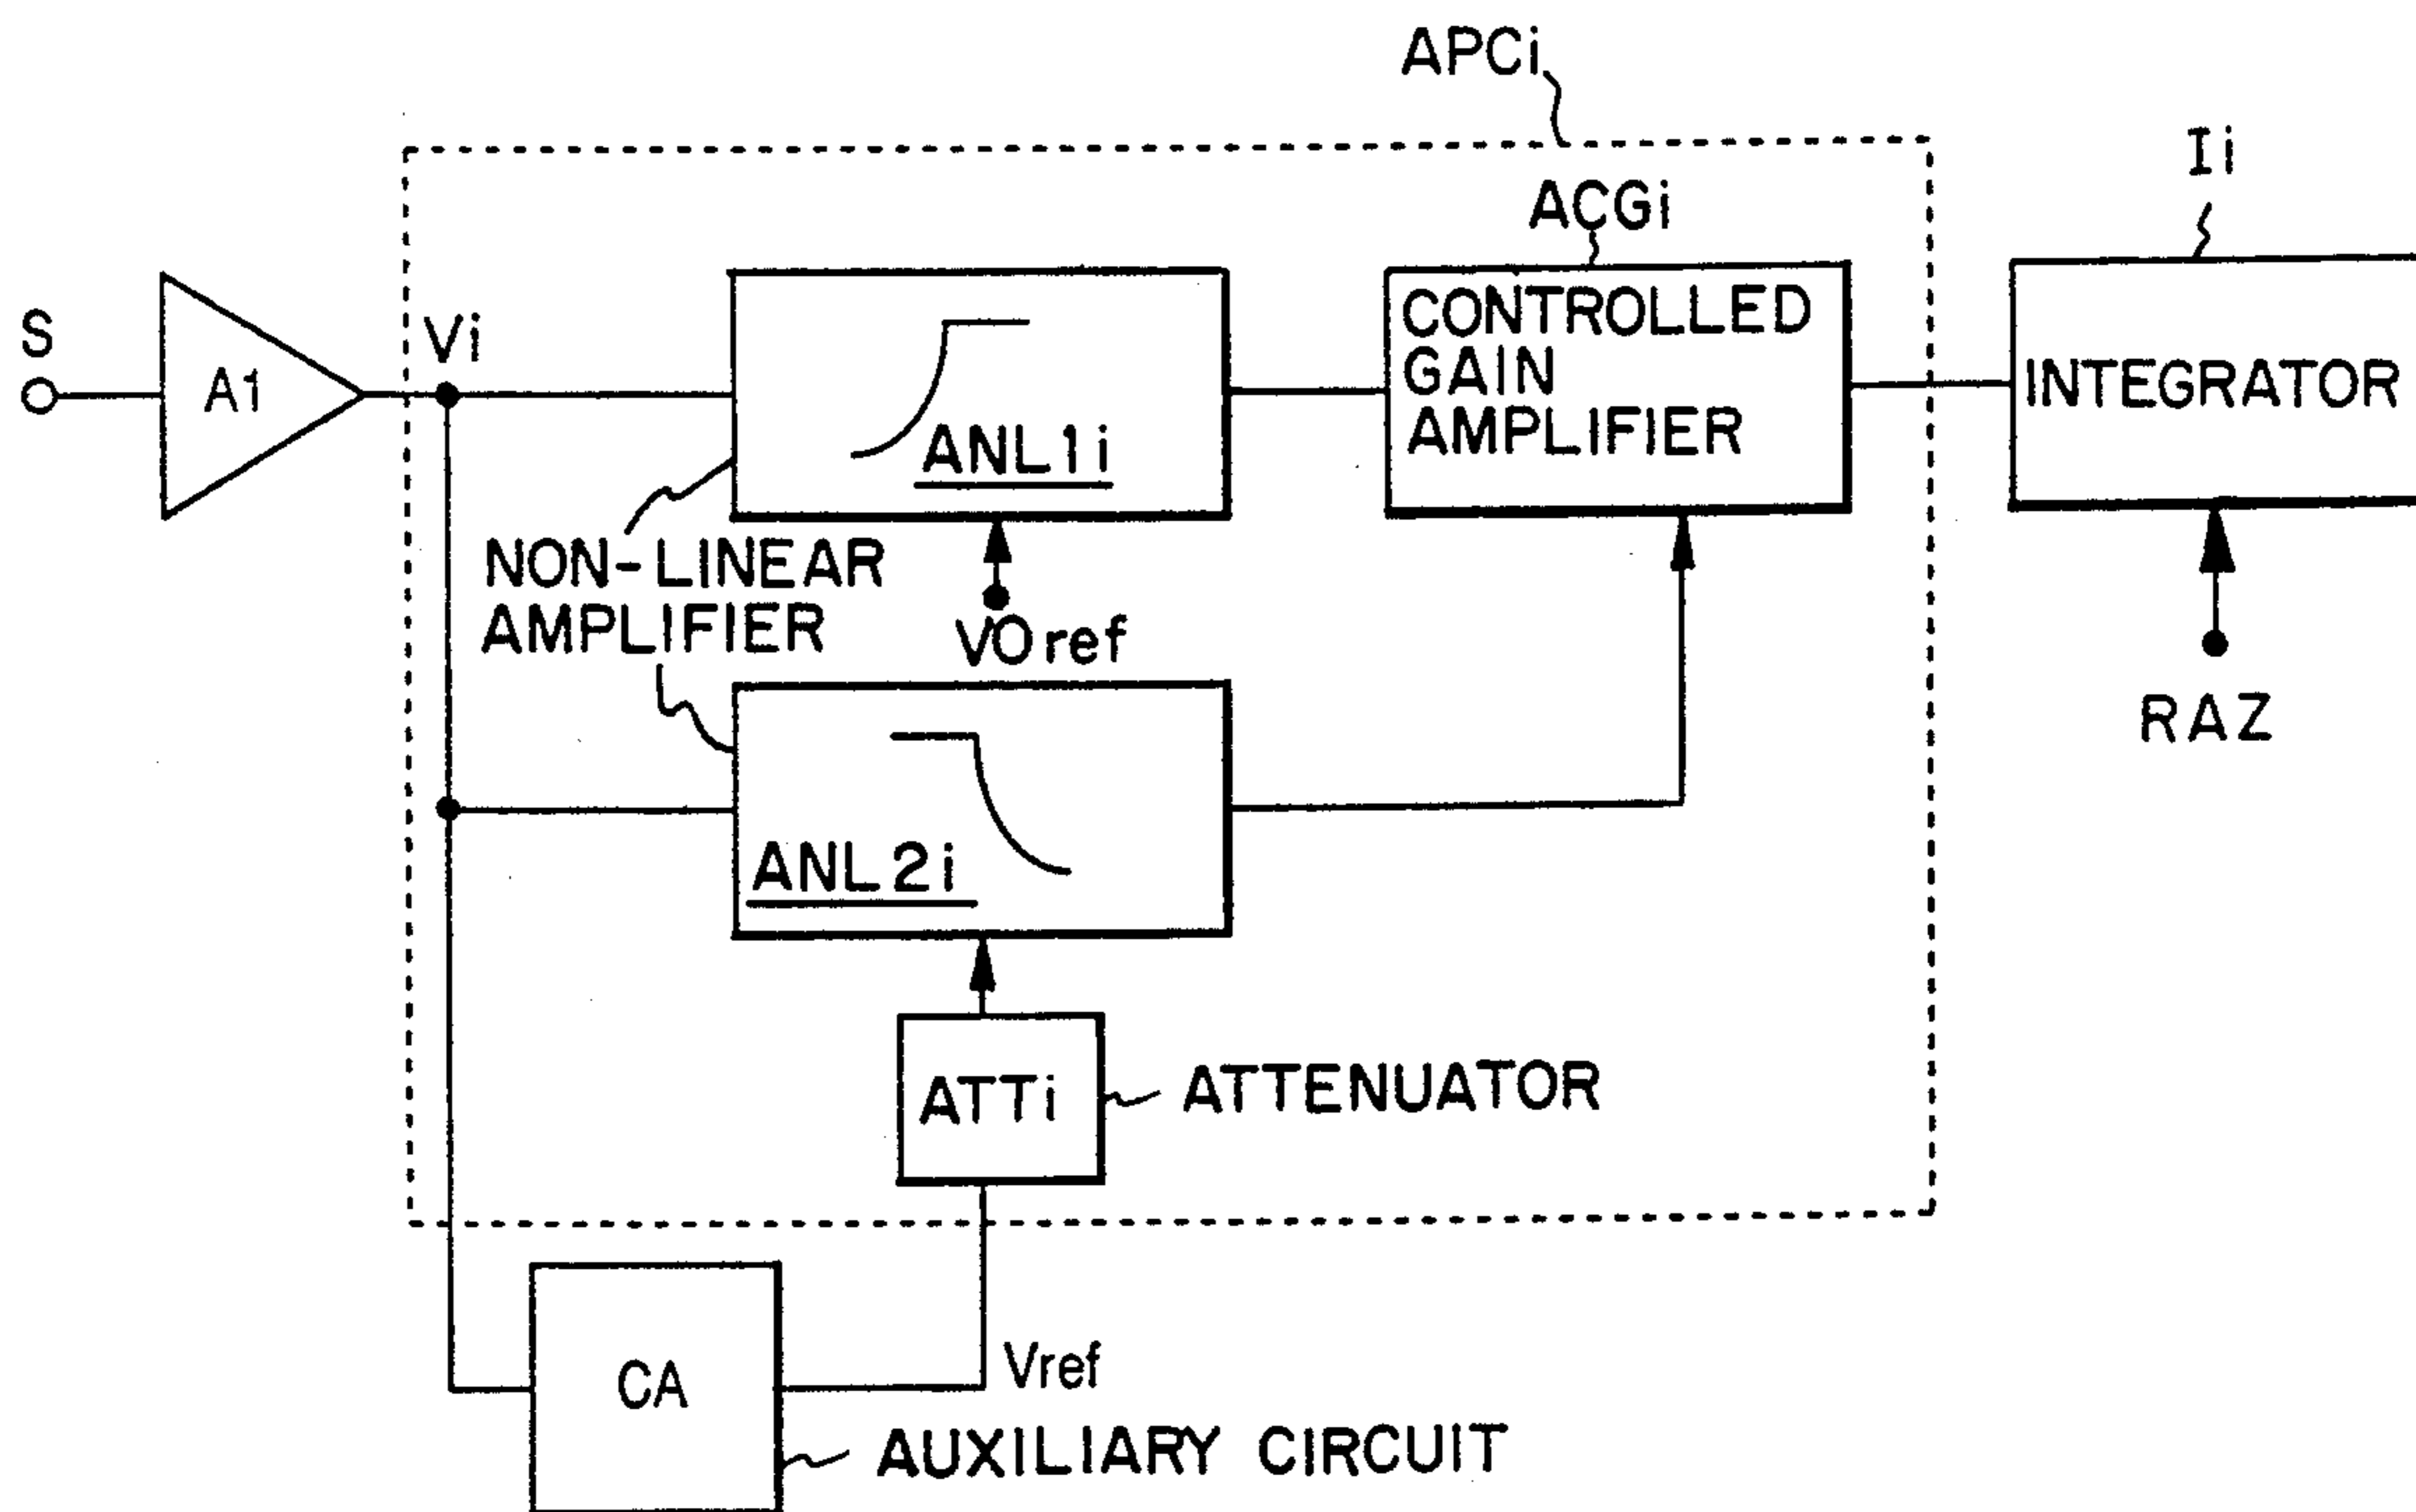 APCi
Ii
ACGi
S
A1
Vi
CONTROLLED
GAIN
AMPLIFIER
INTEGRATOR
ANL1i
NON-LINEAR
AMPLIFIER
VOref
RAZ
ANL2i
ATTi
ATTENUATOR
Vref
CA
AUXILIARY CIRCUIT